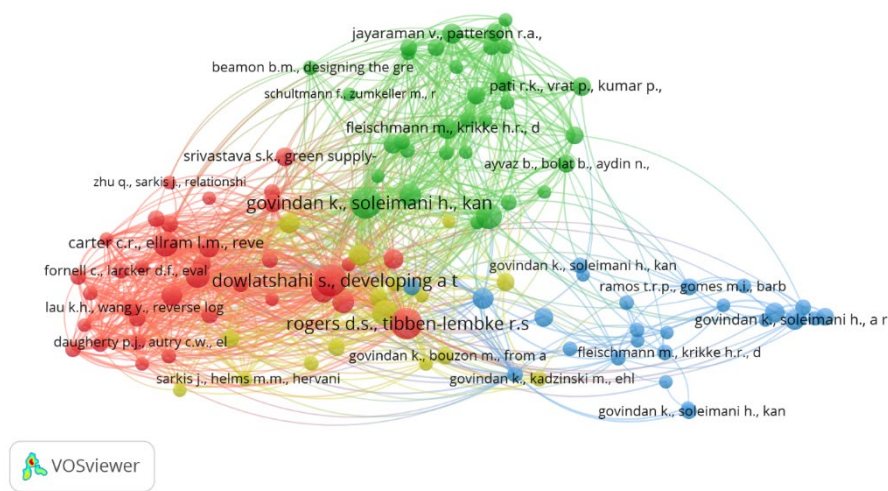 jayaraman v., patterson r.a.,
beamon b.m., designing the gre
pati r.k., vrat p., kumar p.,
schultmann f., zumkeller m., r
fleischmann m., krikke h.r., d
srivastava s.k., green supply-
ayvaz b., bolat b., aydin n.,
zhu q., sarkis j., relationshi
govindan k., soleimani h., kan
carter c.r., ellram l.m., reve
govindan k., soleimani h., kan
fornell c., larcker d.f., eval
dowlatshahi s., developing a t
ramos t.r.p., gomes m.i., barb
lau k.h., wang y., reverse log
rogers d.s., tibben-lembke r.s
govindan k., soleimani h., a r
daugherty p.j., autry c.w., el
govindan k., bouzon m., from a
fleischmann m., krikke h.r., d
sarkis j., helms m.m., hervani
govindan k., kadzinski m., ehl
govindan k., soleimani h., kan
VOSviewer